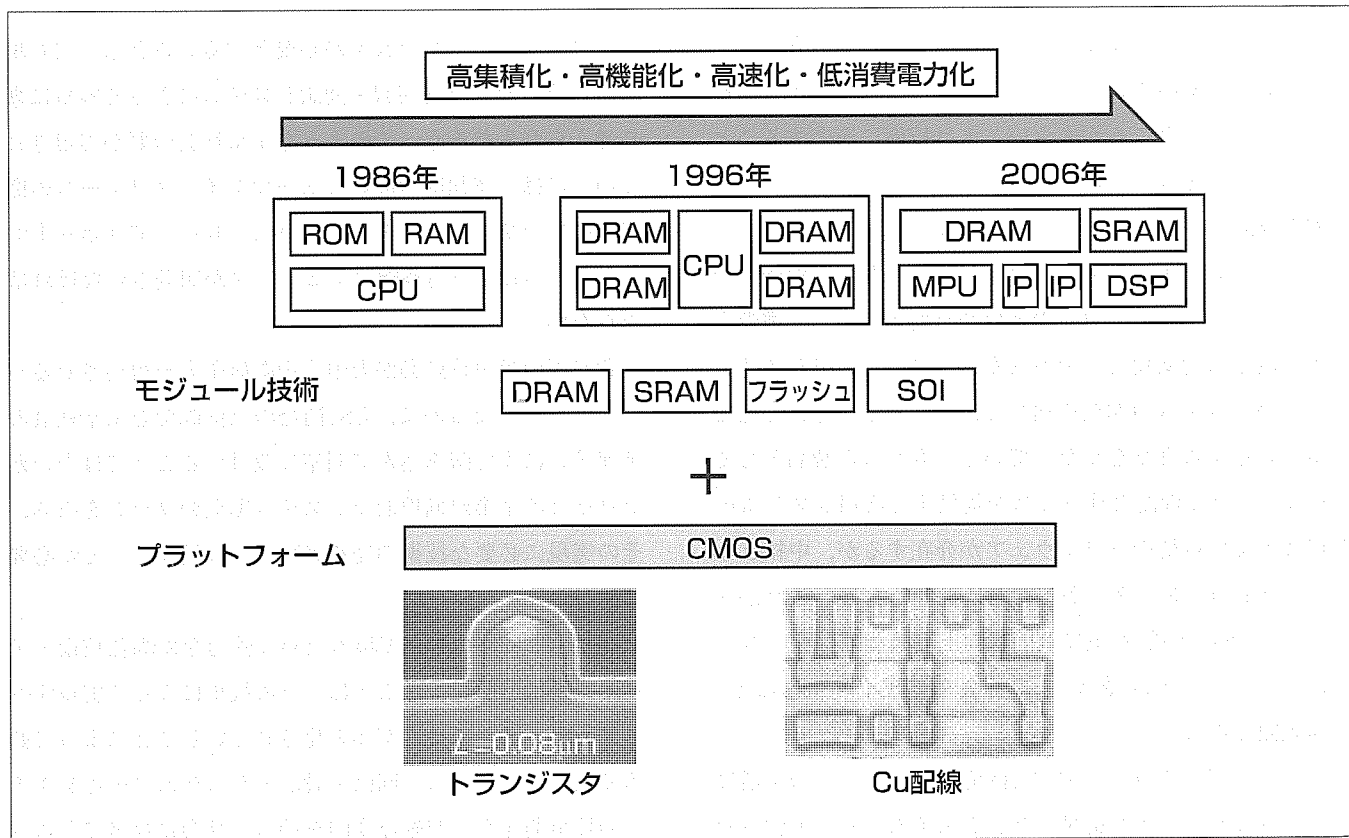 高集積化・高機能化・高速化・低消費電力化
1986年
1996年
2006年
ROM RAM
CPU
DRAM CPU DRAM
DRAM DRAM
DRAM SRAM
MPU IP IP DSP
モジュール技術 DRAM SRAM フラッシュ SOI
+
プラットフォーム CMOS
L=0.08μm
トランジスタ
Cu配線